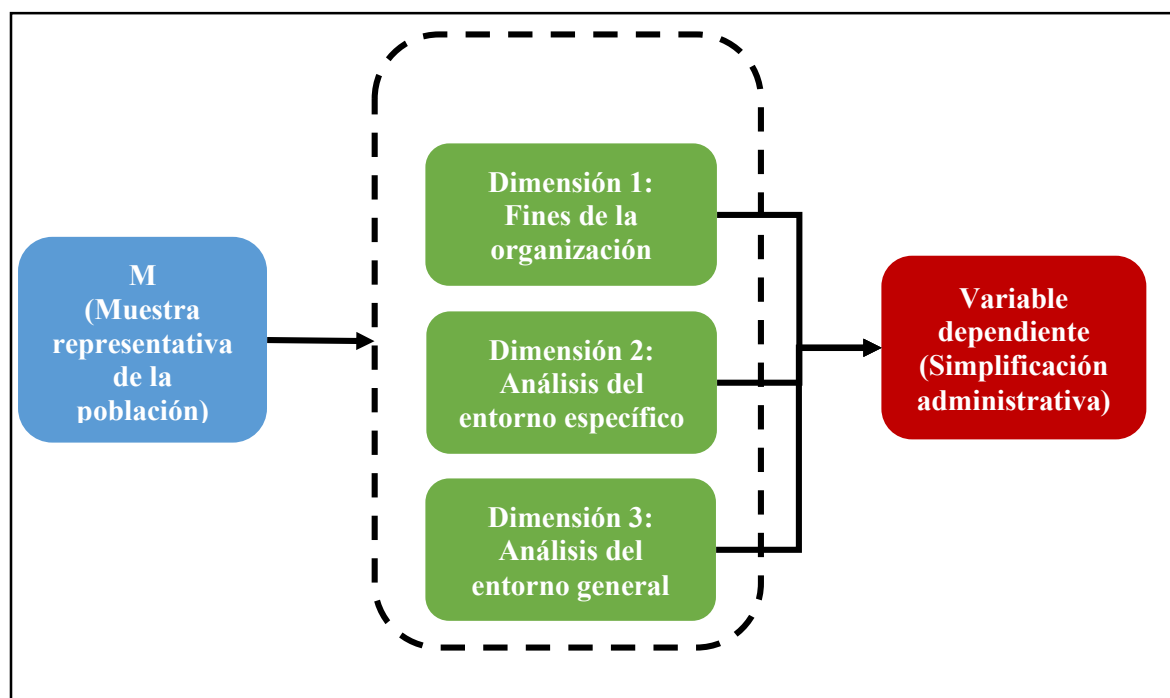 M
(Muestra
representativa
de la
población)
Dimensión 1:
Fines de la
organización
Dimensión 2:
Análisis del
entorno específico
Dimensión 3:
Análisis del
entorno general
Variable
dependiente
(Simplificación
administrativa)